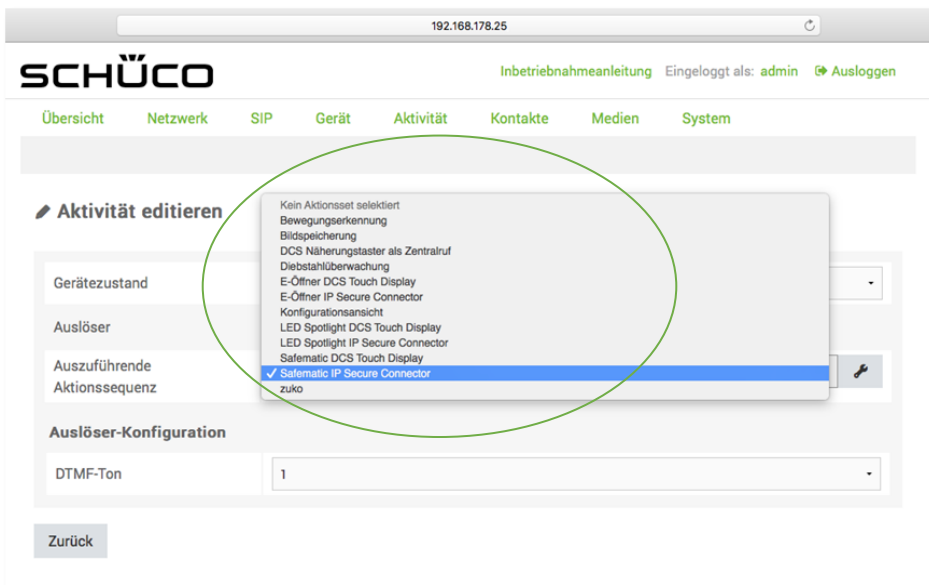 192.168.178.25
SCHÜCO
Inbetriebnahmeanleitung Eingeloggt als: admin Ausloggen
Übersicht Netzwerk SIP Gerät Aktivität Kontakte Medien System
Aktivität editieren
Kein Aktionsset selektiert
Bewegungserkennung
Bildspeicherung
DCS Näherungstaster als Zentralruf
Diebstahlüberwachung
E-Öffner DCS Touch Display
E-Öffner IP Secure Connector
Konfigurationsansicht
LED Spotlight DCS Touch Display
LED Spotlight IP Secure Connector
Safematic DCS Touch Display
Safematic IP Secure Connector
zuko
Gerätezustand
Auslöser
Auszuführende
Aktionssequenz
Auslöser-Konfiguration
DTMF-Ton 1
Zurück